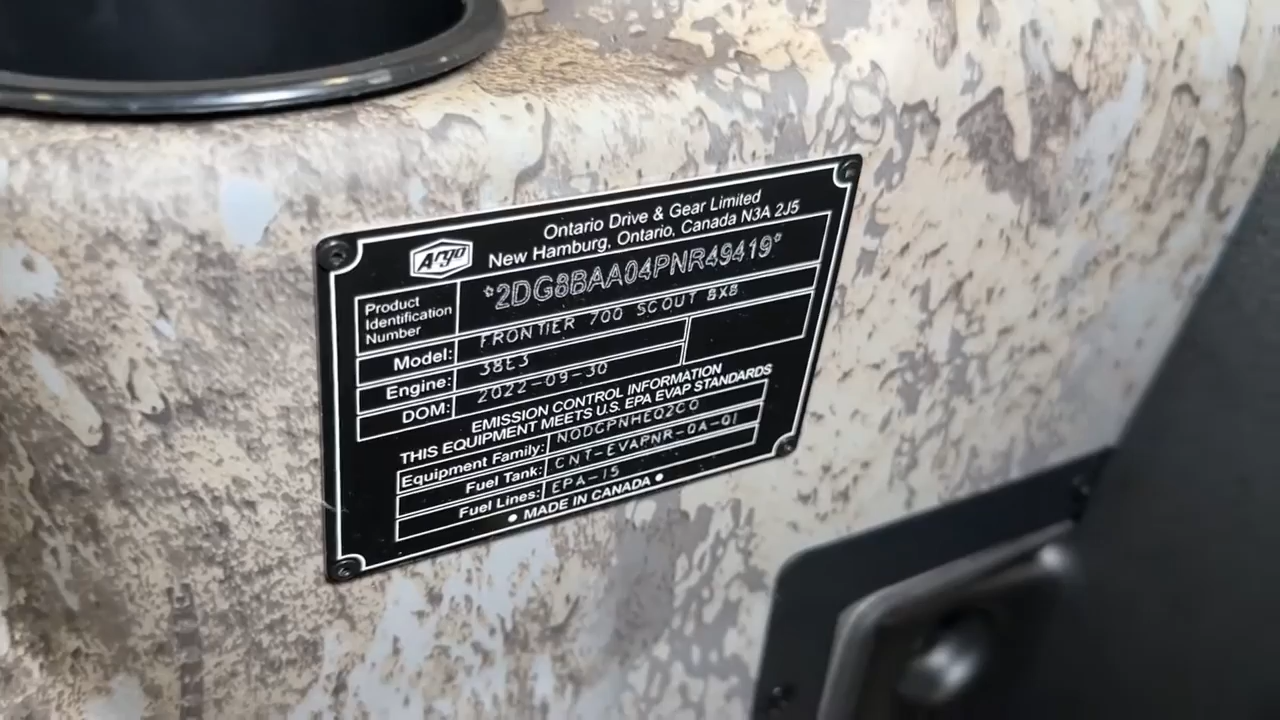 Argo
Ontario Drive & Gear Limited
New Hamburg, Ontario, Canada N3A 2J5
Product Identification Number
*2DG8BAA04PNR49419*
Model: FRONTIER 700 SCOUT 8X8
Engine: 38E3
DOM: 2022-09-30
EMISSION CONTROL INFORMATION
THIS EQUIPMENT MEETS U.S. EPA EVAP STANDARDS
Equipment Family: NODCPNHEQ2C0
Fuel Tank: CNT-EVAPNR-QA-01
Fuel Lines: EPA-15
• MADE IN CANADA •